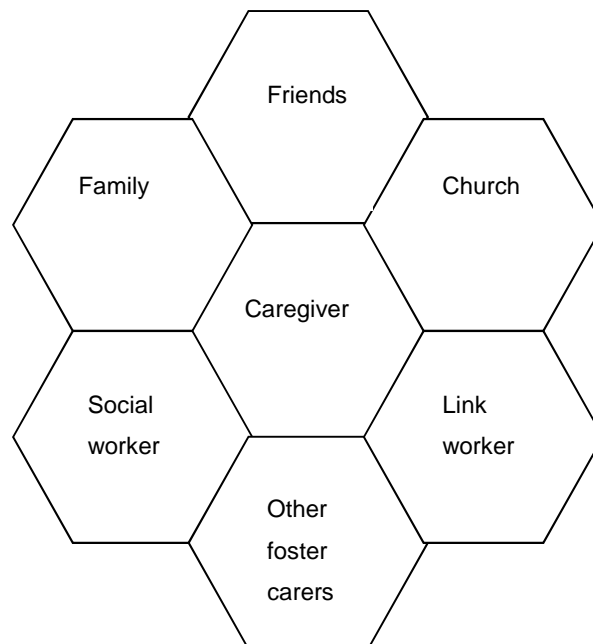 Friends
Family
Church
Caregiver
Social
worker
Link
worker
Other
foster
carers